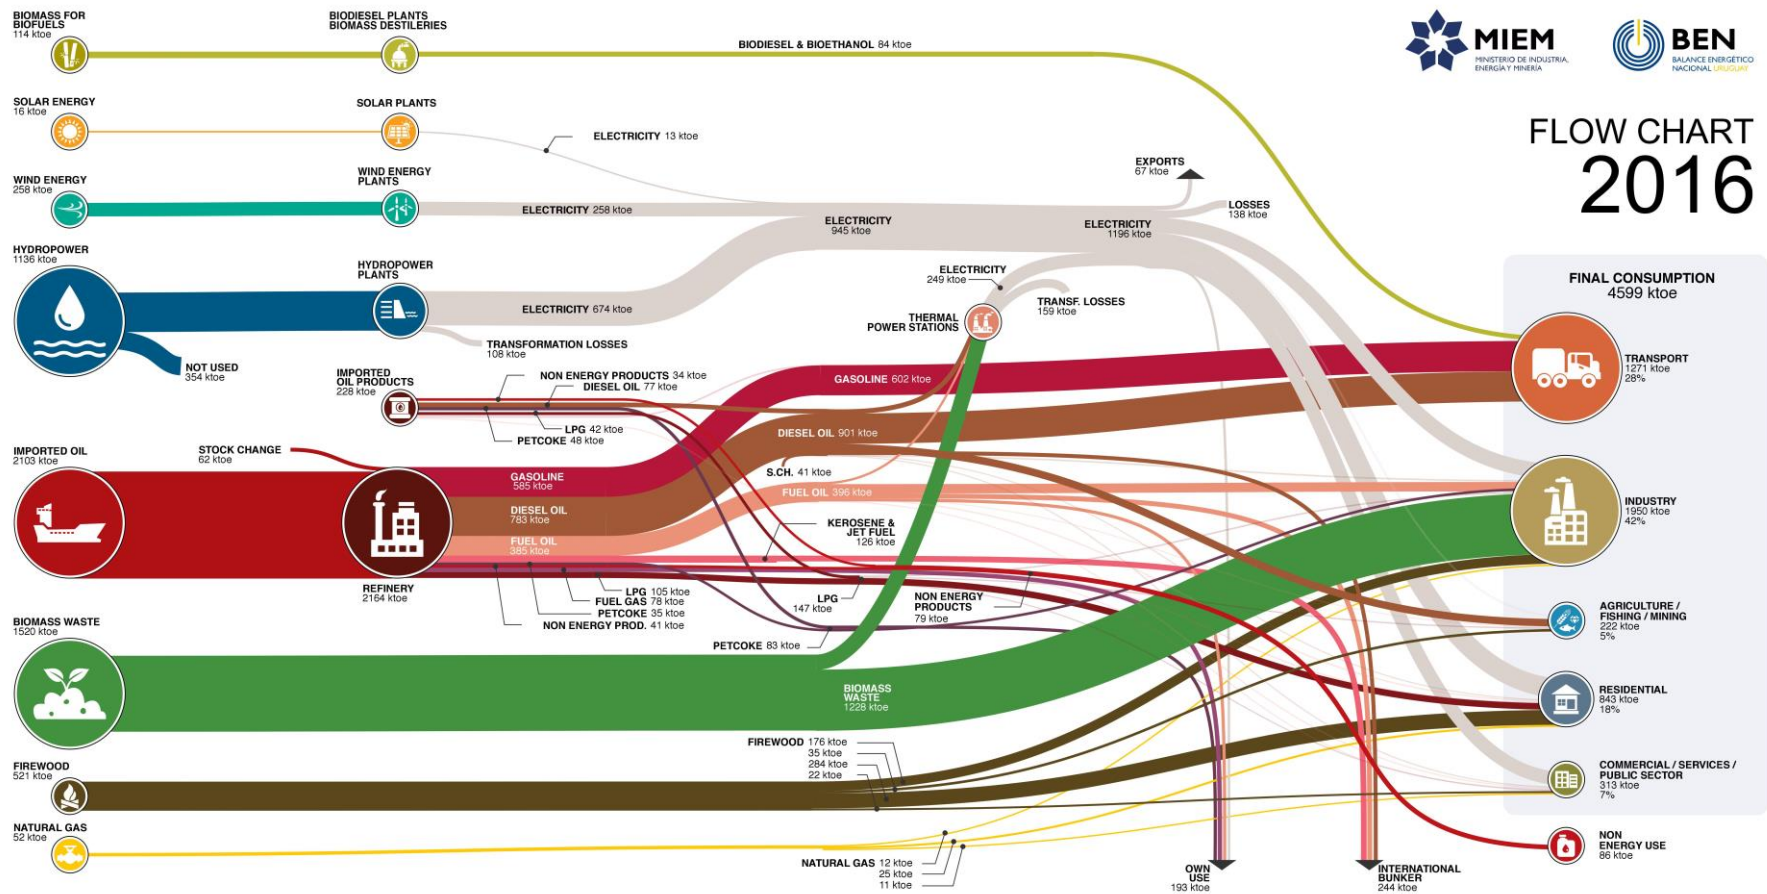 BIOMASS FOR
BIOFUELS
114 ktoe
BIODIESEL PLANTS
BIOMASS DESTILERIES
BIODIESEL & BIOETHANOL 84 ktoe
MIEM
MINISTERIO DE INDUSTRIA,
ENERGÍA Y MINERÍA
BEN
BALANCE ENERGÉTICO
NACIONAL URUGUAY
FLOW CHART
2016
SOLAR ENERGY
16 ktoe
SOLAR PLANTS
ELECTRICITY 13 ktoe
WIND ENERGY
258 ktoe
WIND ENERGY
PLANTS
ELECTRICITY 258 ktoe
ELECTRICITY
945 ktoe
EXPORTS
67 ktoe
LOSSES
138 ktoe
ELECTRICITY
1196 ktoe
HYDROPOWER
1136 ktoe
HYDROPOWER
PLANTS
ELECTRICITY 674 ktoe
TRANSFORMATION LOSSES
108 ktoe
NOT USED
354 ktoe
ELECTRICITY
249 ktoe
TRANSF. LOSSES
159 ktoe
THERMAL
POWER STATIONS
FINAL CONSUMPTION
4599 ktoe
IMPORTED
OIL PRODUCTS
228 ktoe
NON ENERGY PRODUCTS 34 ktoe
DIESEL OIL 77 ktoe
LPG 42 ktoe
PETCOKE 48 ktoe
GASOLINE 602 ktoe
TRANSPORT
1271 ktoe
28%
IMPORTED OIL
2103 ktoe
STOCK CHANGE
62 ktoe
GASOLINE
585 ktoe
DIESEL OIL
783 ktoe
FUEL OIL
385 ktoe
REFINERY
2164 ktoe
DIESEL OIL 901 ktoe
S.CH. 41 ktoe
FUEL OIL 396 ktoe
KEROSENE &
JET FUEL
126 ktoe
INDUSTRY
1950 ktoe
42%
LPG 105 ktoe
FUEL GAS 78 ktoe
PETCOKE 35 ktoe
NON ENERGY PROD. 41 ktoe
LPG
147 ktoe
NON ENERGY
PRODUCTS
79 ktoe
PETCOKE 83 ktoe
AGRICULTURE /
FISHING / MINING
222 ktoe
5%
BIOMASS WASTE
1520 ktoe
BIOMASS
WASTE
1228 ktoe
RESIDENTIAL
843 ktoe
18%
FIREWOOD
521 ktoe
FIREWOOD 176 ktoe
35 ktoe
284 ktoe
22 ktoe
COMMERCIAL / SERVICES /
PUBLIC SECTOR
313 ktoe
7%
NATURAL GAS
52 ktoe
NATURAL GAS 12 ktoe
25 ktoe
11 ktoe
OWN
USE
193 ktoe
INTERNATIONAL
BUNKER
244 ktoe
NON
ENERGY USE
86 ktoe